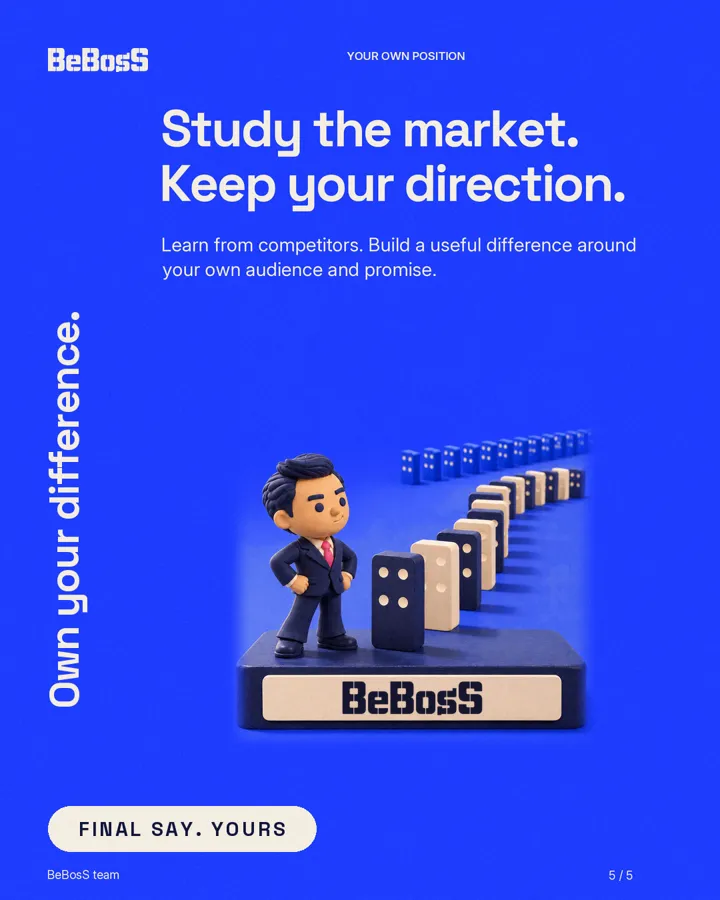 BeBosS
YOUR OWN POSITION
Study the market.
Keep your direction.
Learn from competitors. Build a useful difference around
your own audience and promise.
Own your difference.
BeBosS
FINAL SAY. YOURS
BeBosS team
5 / 5